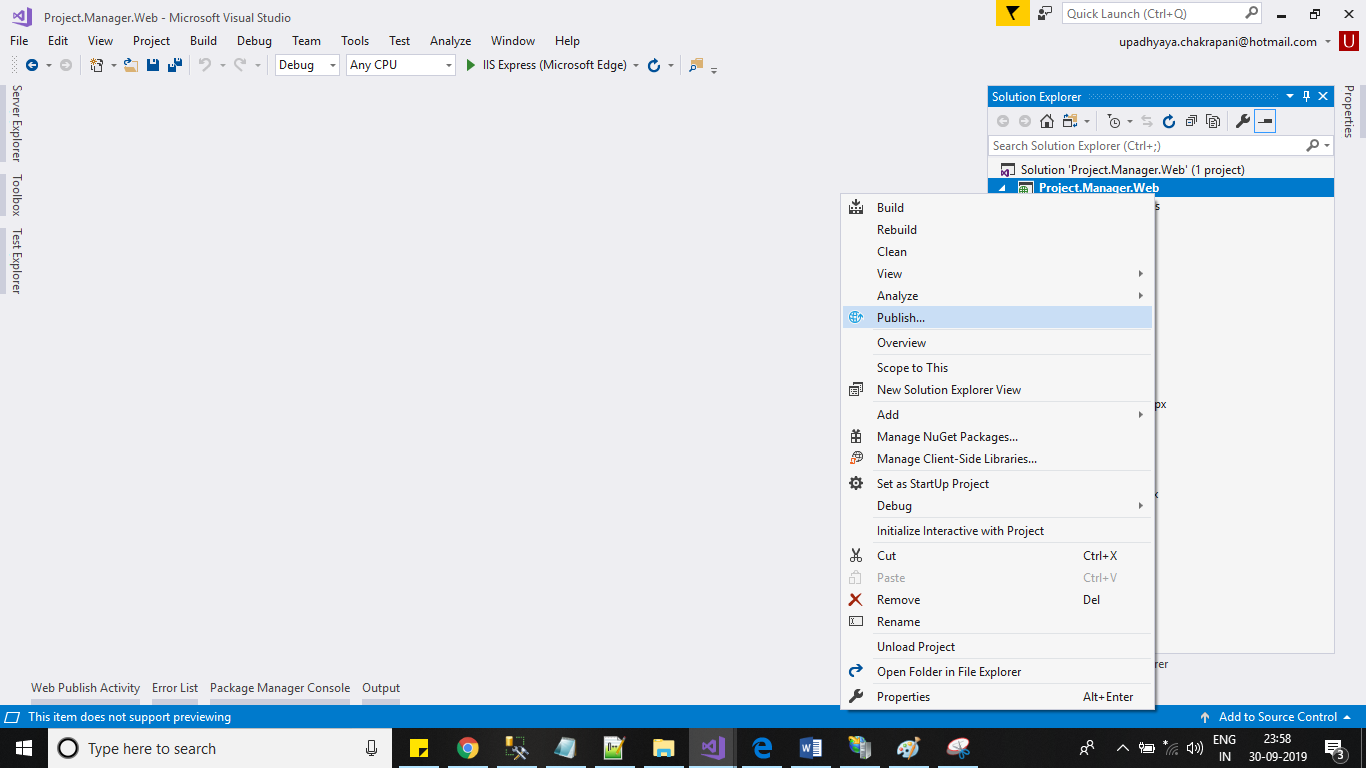 Project.Manager.Web - Microsoft Visual Studio
Quick Launch (Ctrl+Q)
File Edit View Project Build Debug Team Tools Test Analyze Window Help
upadhyaya.chakrapani@hotmail.com U
Debug Any CPU IIS Express (Microsoft Edge)
Server Explorer
Toolbox
Test Explorer
Solution Explorer
Search Solution Explorer (Ctrl+;)
Solution 'Project.Manager.Web' (1 project)
Project.Manager.Web
s
px
x
rer
Properties
Build
Rebuild
Clean
View
Analyze
Publish...
Overview
Scope to This
New Solution Explorer View
Add
Manage NuGet Packages...
Manage Client-Side Libraries...
Set as StartUp Project
Debug
Initialize Interactive with Project
Cut Ctrl+X
Paste Ctrl+V
Remove Del
Rename
Unload Project
Open Folder in File Explorer
Properties Alt+Enter
Web Publish Activity Error List Package Manager Console Output
This item does not support previewing
Add to Source Control
Type here to search
ENG
IN
23:58
30-09-2019
3